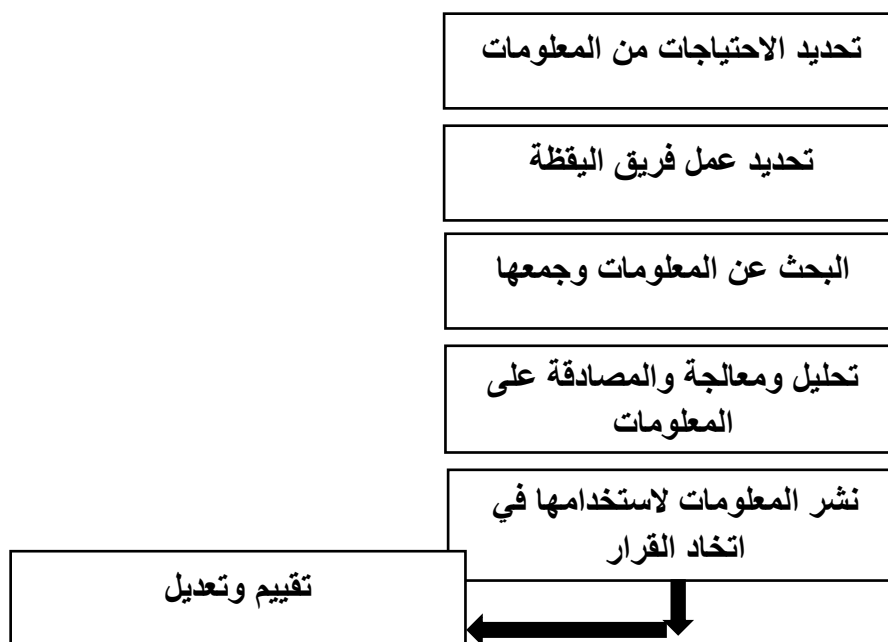 تحديد الاحتياجات من المعلومات
تحديد عمل فريق اليقظة
البحث عن المعلومات وجمعها
تحليل ومعالجة والمصادقة على
المعلومات
نشر المعلومات لاستخدامها في
اتخاد القرار
تقييم وتعديل